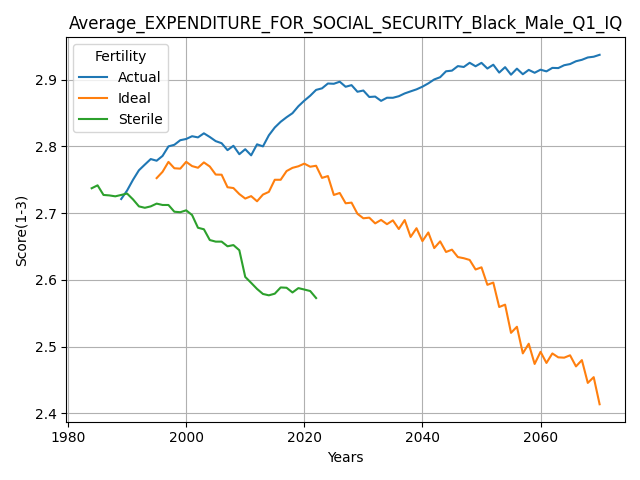 Average_EXPENDITURE_FOR_SOCIAL_SECURITY_Black_Male_Q1_IQ
Fertility
Actual
Ideal
Sterile
Score(1-3)
2.9
2.8
2.7
2.6
2.5
2.4
1980 2000 2020 2040 2060
Years